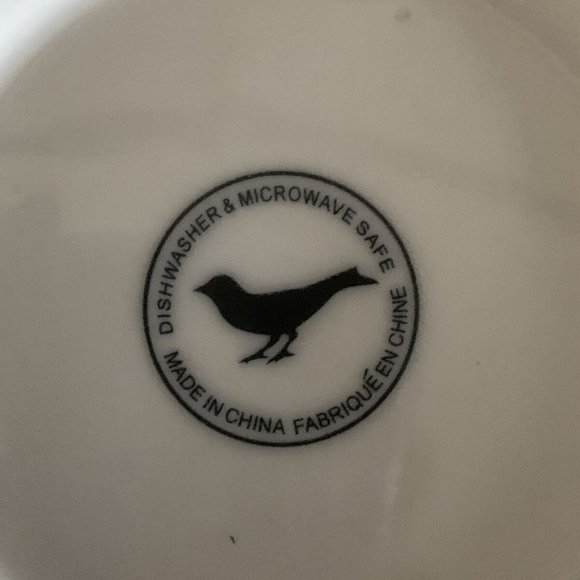 DISHWASHER & MICROWAVE SAFE
MADE IN CHINA FABRIQUÉ EN CHINE